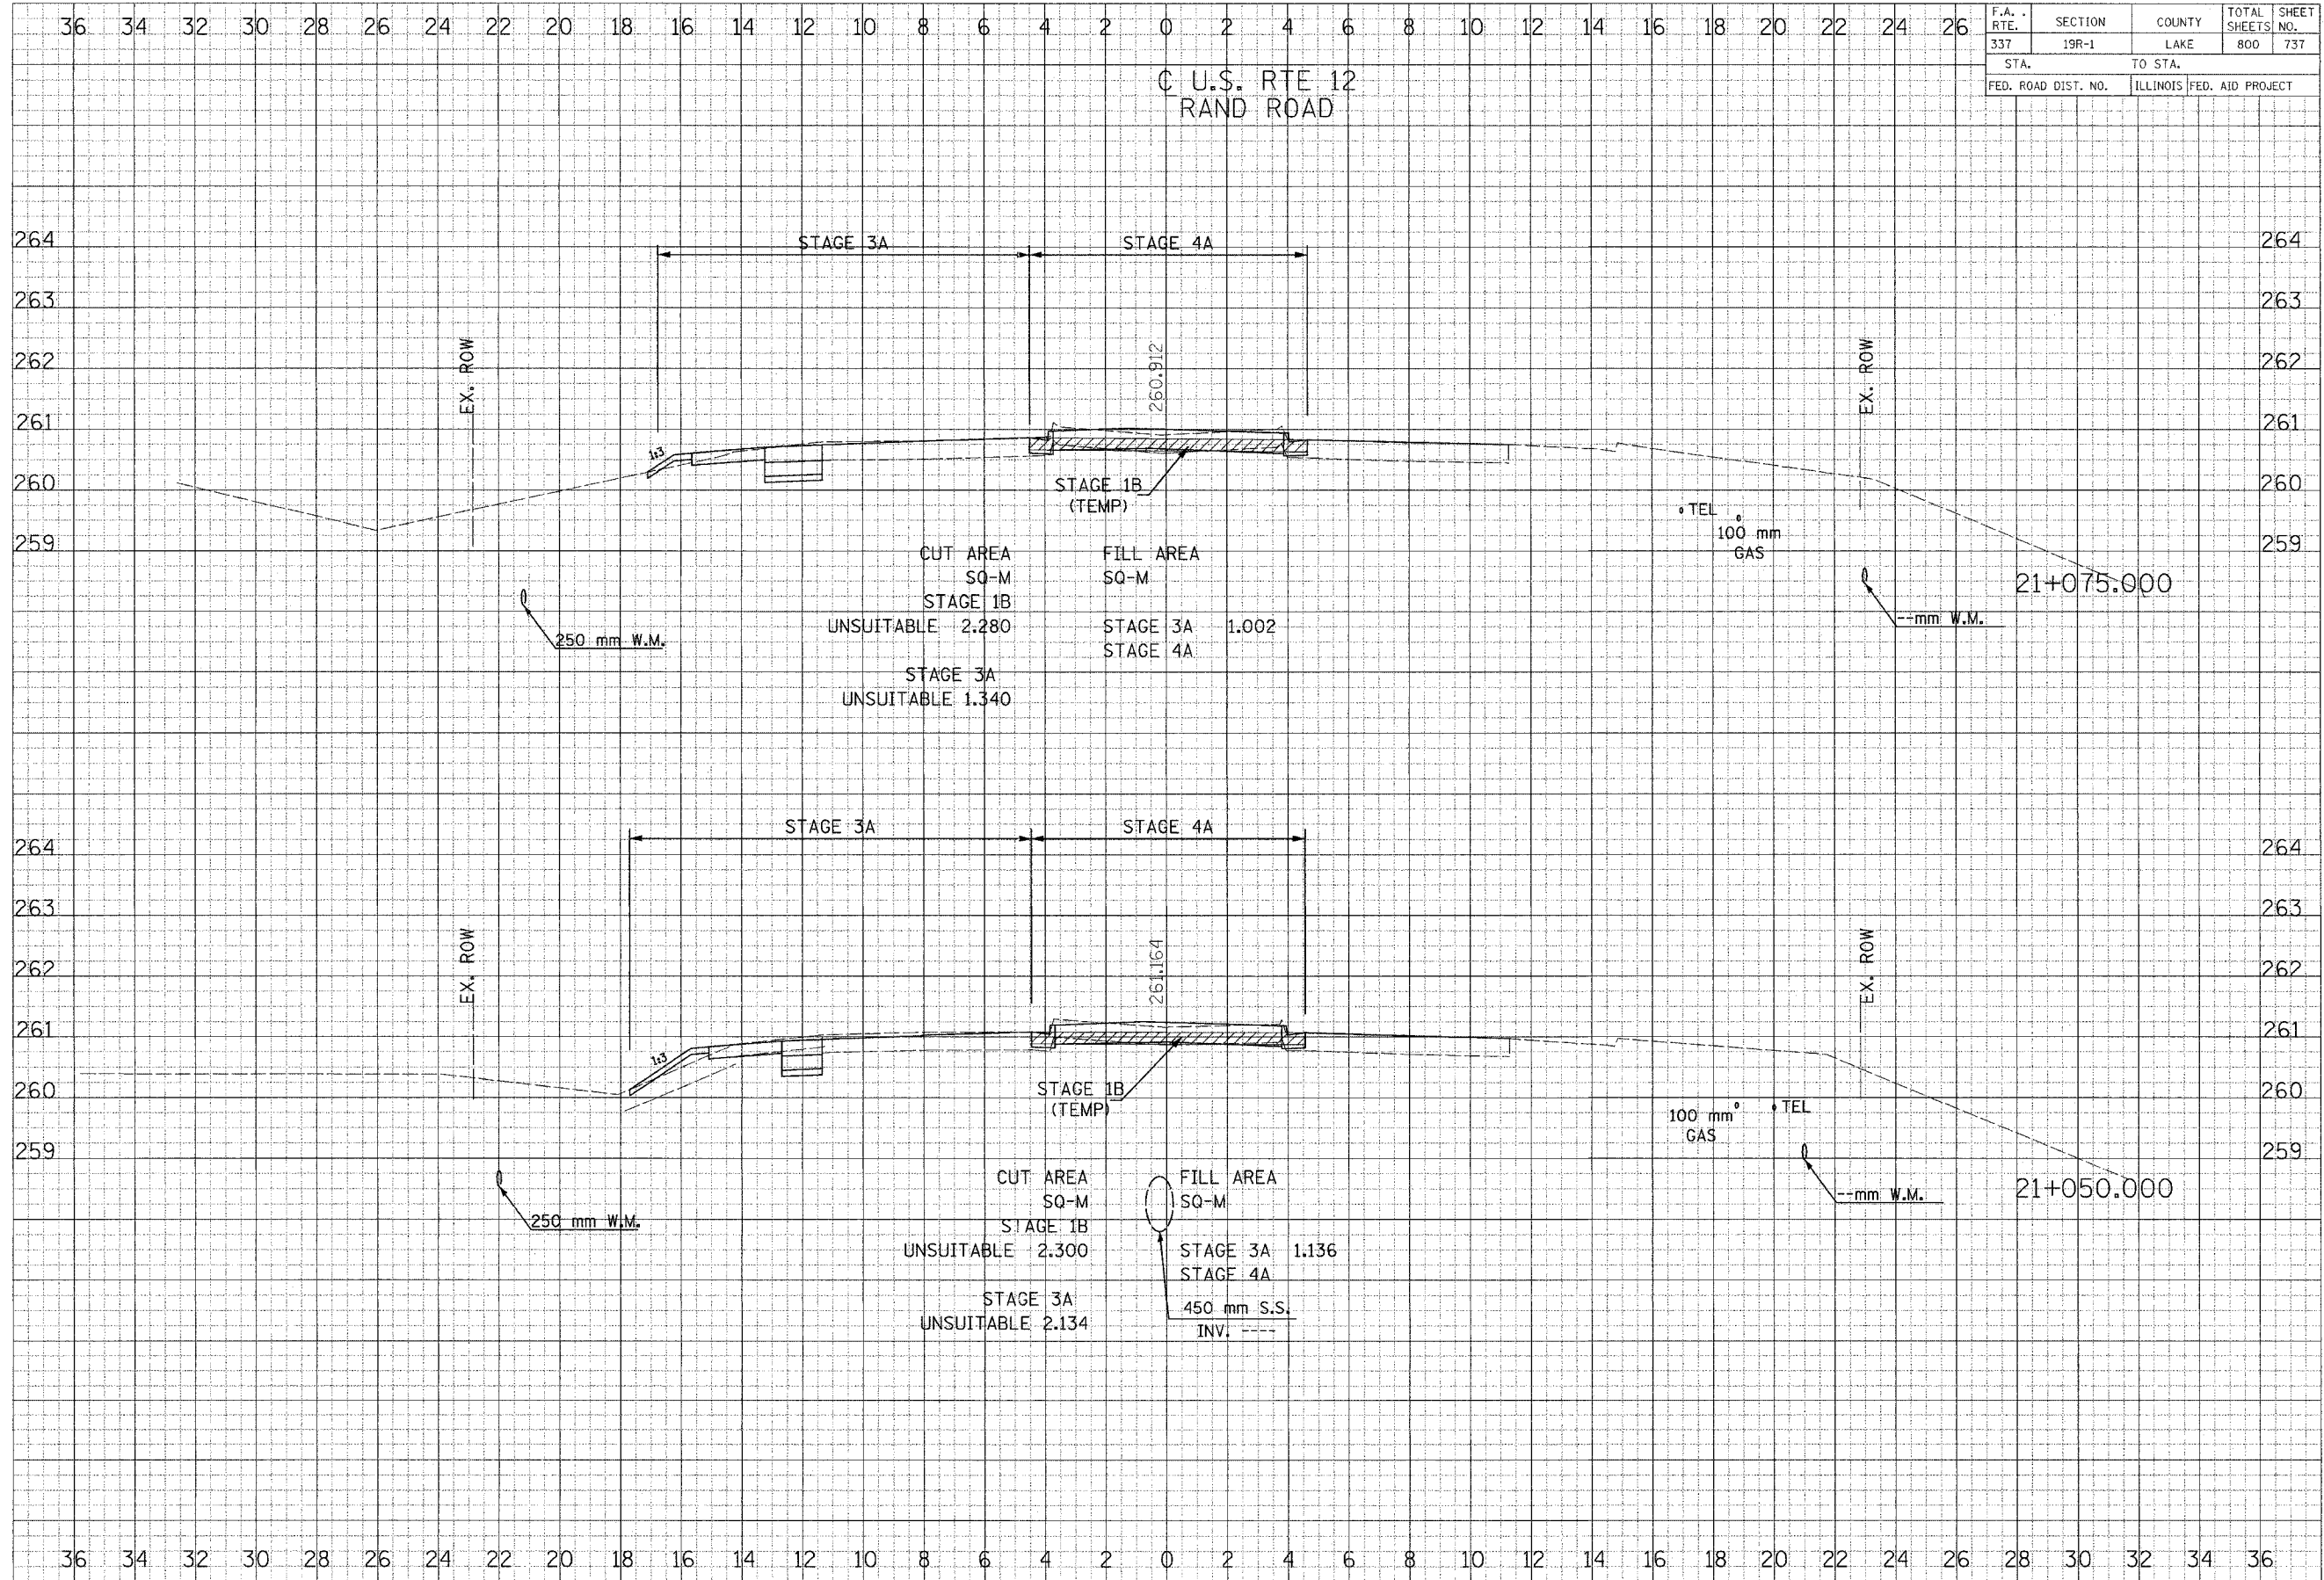 36 34 32 30 28 26 24 22 20 18 16 14 12 10 8 6 4 2 0 2 4 6 8 10 12 14 16 18 20 22 24 26
F.A. . RTE. SECTION COUNTY TOTAL SHEETS SHEET NO.
337 19R-1 LAKE 800 737
STA. TO STA.
FED. ROAD DIST. NO. ILLINOIS FED. AID PROJECT
℄ U.S. RTE 12
RAND ROAD
264 STAGE 3A STAGE 4A 264
263 263
262 262
EX. ROW 260.912 EX. ROW
261 261
1:3
260 260
STAGE 1B
(TEMP)
TEL
100 mm
GAS
259 259
CUT AREA FILL AREA
SQ-M SQ-M
STAGE 1B
UNSUITABLE 2.280 STAGE 3A 1.002
STAGE 4A
STAGE 3A
UNSUITABLE 1.340
250 mm W.M.
--mm W.M.
21+075.000
STAGE 3A STAGE 4A
264 264
263 263
262 262
EX. ROW 261.164 EX. ROW
261 261
1:3
260 260
STAGE 1B
(TEMP)
100 mm TEL
GAS
259 259
CUT AREA FILL AREA
SQ-M SQ-M
STAGE 1B
UNSUITABLE 2.300 STAGE 3A 1.136
STAGE 4A
STAGE 3A
UNSUITABLE 2.134
450 mm S.S.
INV. ----
250 mm W.M.
--mm W.M.
21+050.000
36 34 32 30 28 26 24 22 20 18 16 14 12 10 8 6 4 2 0 2 4 6 8 10 12 14 16 18 20 22 24 26 28 30 32 34 36